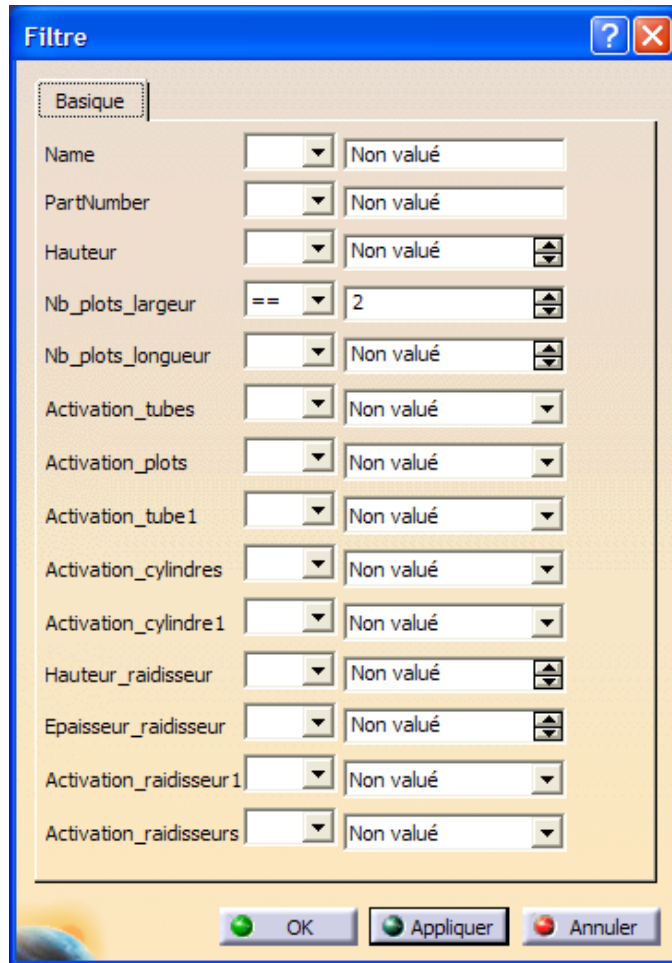 Filtre
Basique
Name Non valué
PartNumber Non valué
Hauteur Non valué
Nb_plots_largeur == 2
Nb_plots_longueur Non valué
Activation_tubes Non valué
Activation_plots Non valué
Activation_tube1 Non valué
Activation_cylindres Non valué
Activation_cylindre1 Non valué
Hauteur_raidisseur Non valué
Epaisseur_raidisseur Non valué
Activation_raidisseur1 Non valué
Activation_raidisseurs Non valué
OK Appliquer Annuler